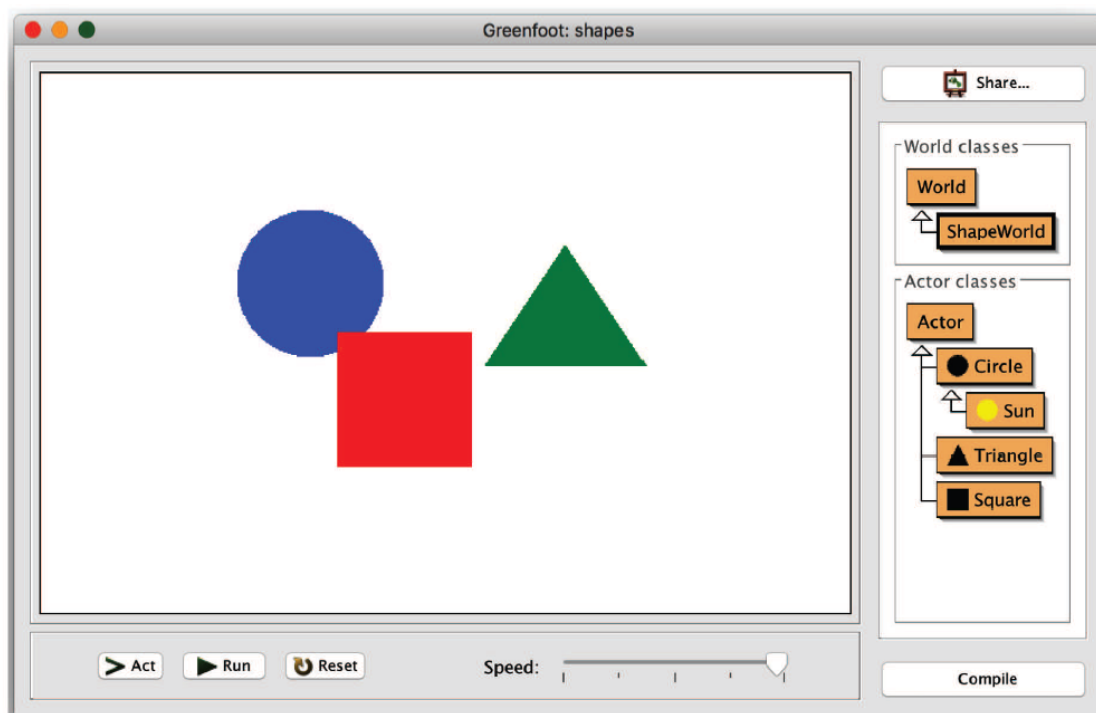 Greenfoot: shapes
Share...
World classes
World
ShapeWorld
Actor classes
Actor
Circle
Sun
Triangle
Square
Act
Run
Reset
Speed:
Compile